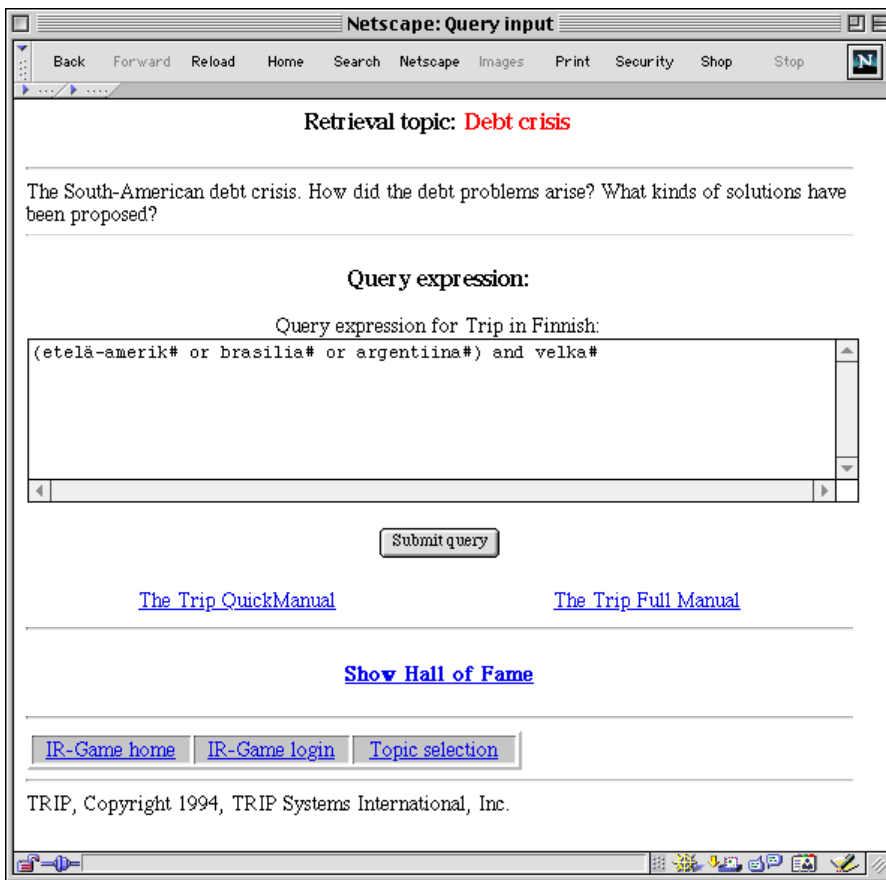 Netscape: Query input
Back Forward Reload Home Search Netscape Images Print Security Shop Stop N
Retrieval topic: Debt crisis
The South-American debt crisis. How did the debt problems arise? What kinds of solutions have
been proposed?
Query expression:
Query expression for Trip in Finnish:
(etelä-amerik# or brasilia# or argentiina#) and velka#
Submit query
The Trip QuickManual The Trip Full Manual
Show Hall of Fame
IR-Game home IR-Game login Topic selection
TRIP, Copyright 1994, TRIP Systems International, Inc.